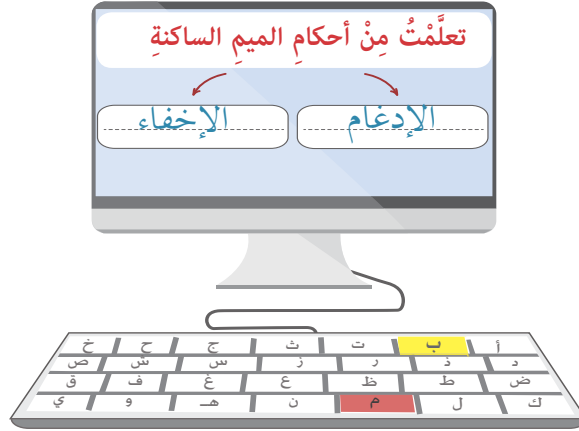 تعلَّمْتُ مِنْ أحكامِ الميمِ الساكنةِ
الإدغام الإخفاء
أ ب ت ث ج ح خ
د ذ ر ز س ش ص
ض ط ظ ع غ ف ق
ك ل م ن هـ و ي